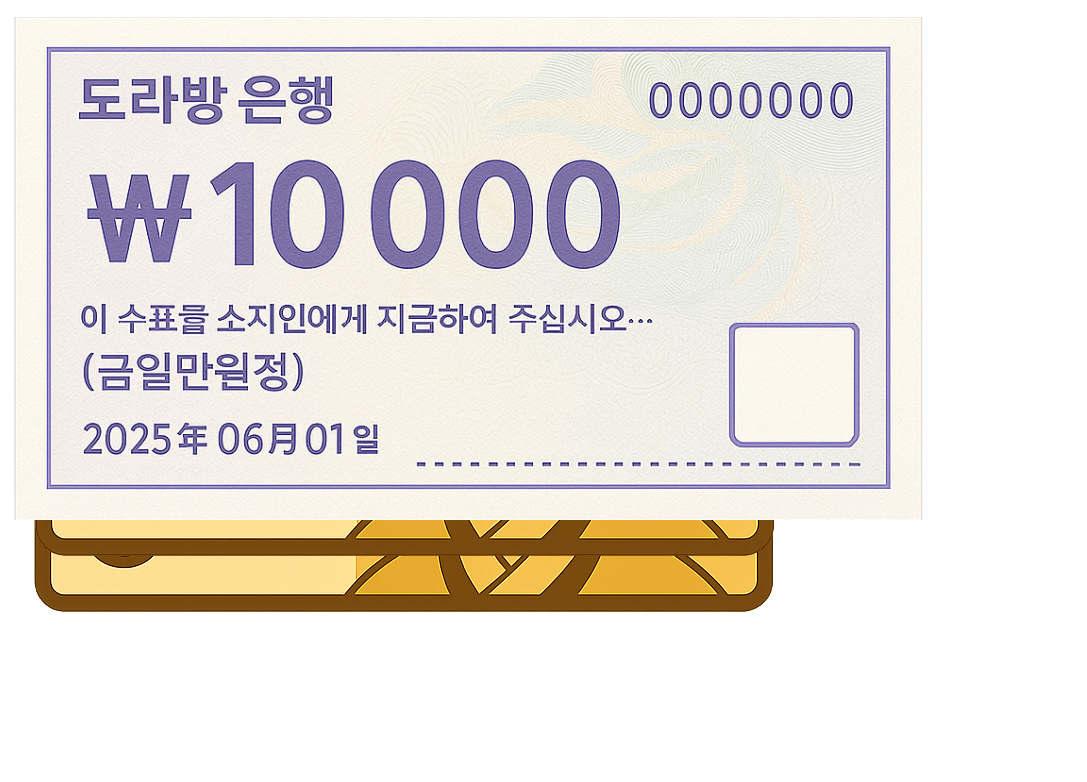 도라방 은행
0000000
₩10 000
이 수표를 소지인에게 지금하여 주십시오…
(금일만원정)
2025年 06月 01일